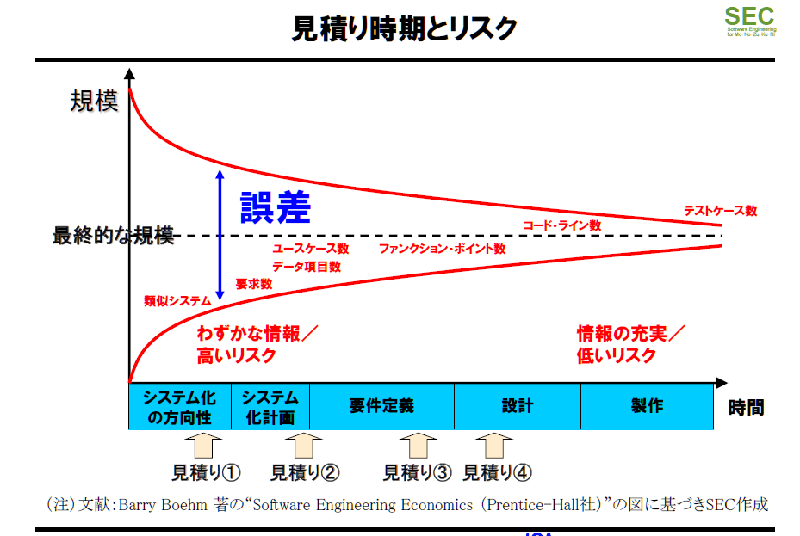 見積り時期とリスク
SEC
Software Engineering
規模
誤差
テストケース数
コード・ライン数
最終的な規模
ユースケース数
ファンクション・ポイント数
データ項目数
要求数
類似システム
わずかな情報／
高いリスク
情報の充実／
低いリスク
システム化
の方向性
システム
化計画
要件定義
設計
製作
時間
見積り①
見積り②
見積り③
見積り④
（注）文献：Barry Boehm 著の“Software Engineering Economics （Prentice-Hall社）”の図に基づきSEC作成